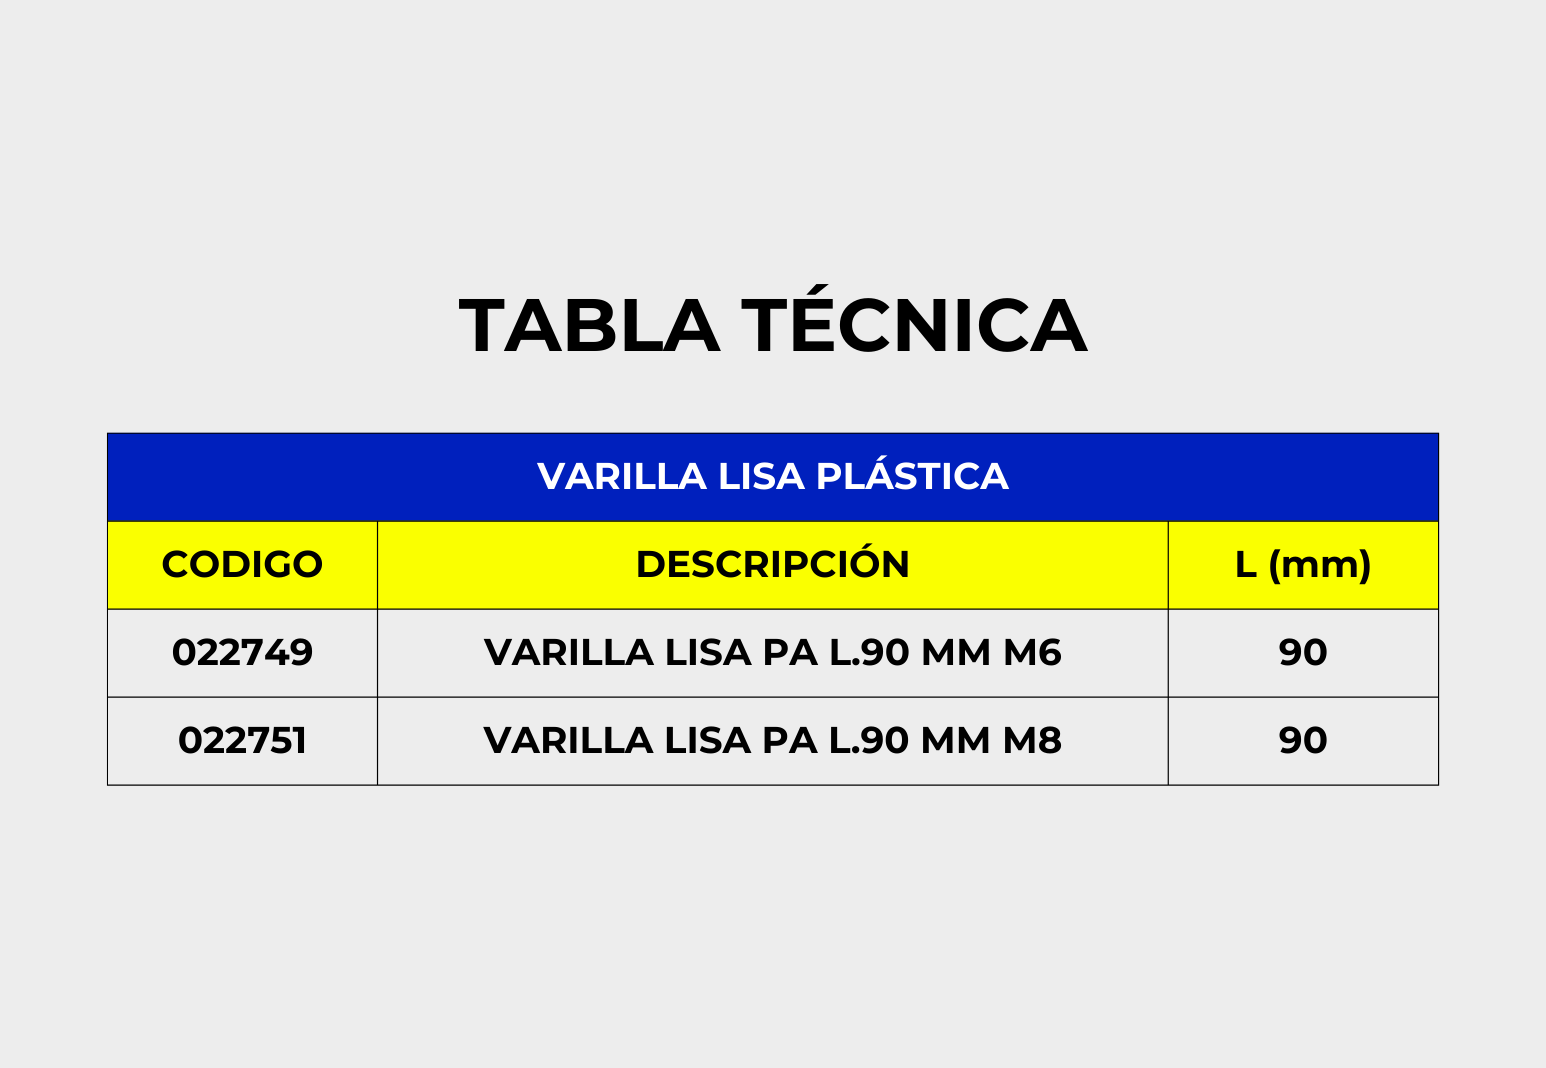 TABLA TÉCNICA
VARILLA LISA PLÁSTICA
CODIGO DESCRIPCIÓN L (mm)
022749 VARILLA LISA PA L.90 MM M6 90
022751 VARILLA LISA PA L.90 MM M8 90